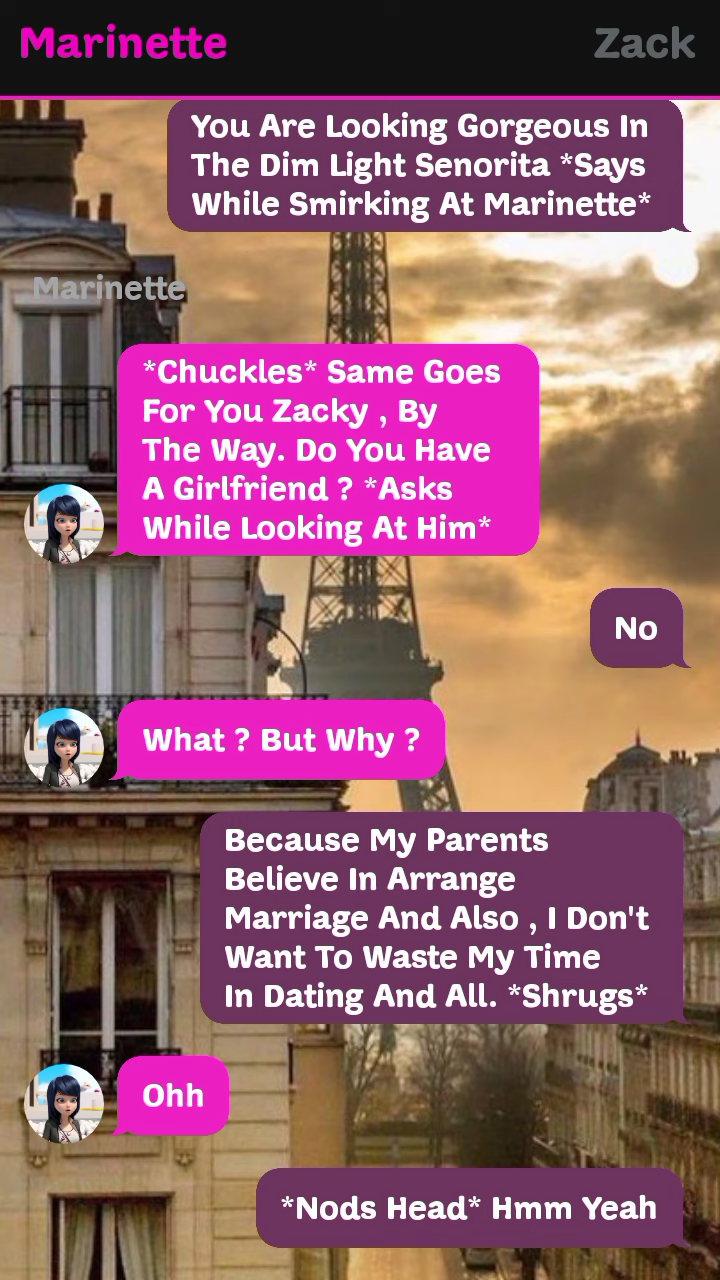 Marinette
Zack
You Are Looking Gorgeous In
The Dim Light Senorita *Says
While Smirking At Marinette*
Marinette
*Chuckles* Same Goes
For You Zacky , By
The Way. Do You Have
A Girlfriend ? *Asks
While Looking At Him*
No
What ? But Why ?
Because My Parents
Believe In Arrange
Marriage And Also , I Don't
Want To Waste My Time
In Dating And All. *Shrugs*
Ohh
*Nods Head* Hmm Yeah